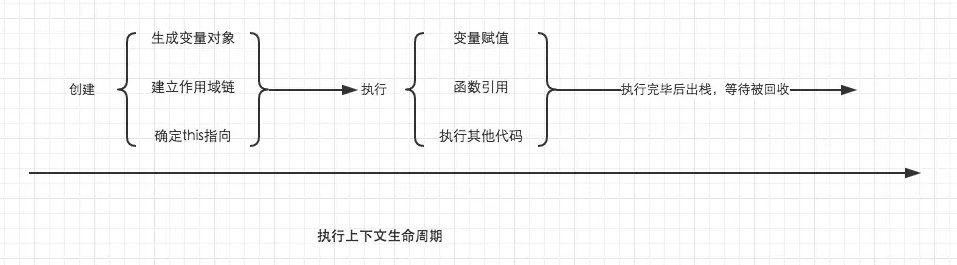 生成变量对象
变量赋值
创建
建立作用域链
执行
函数引用
执行完毕后出栈，等待被回收
确定this指向
执行其他代码
执行上下文生命周期